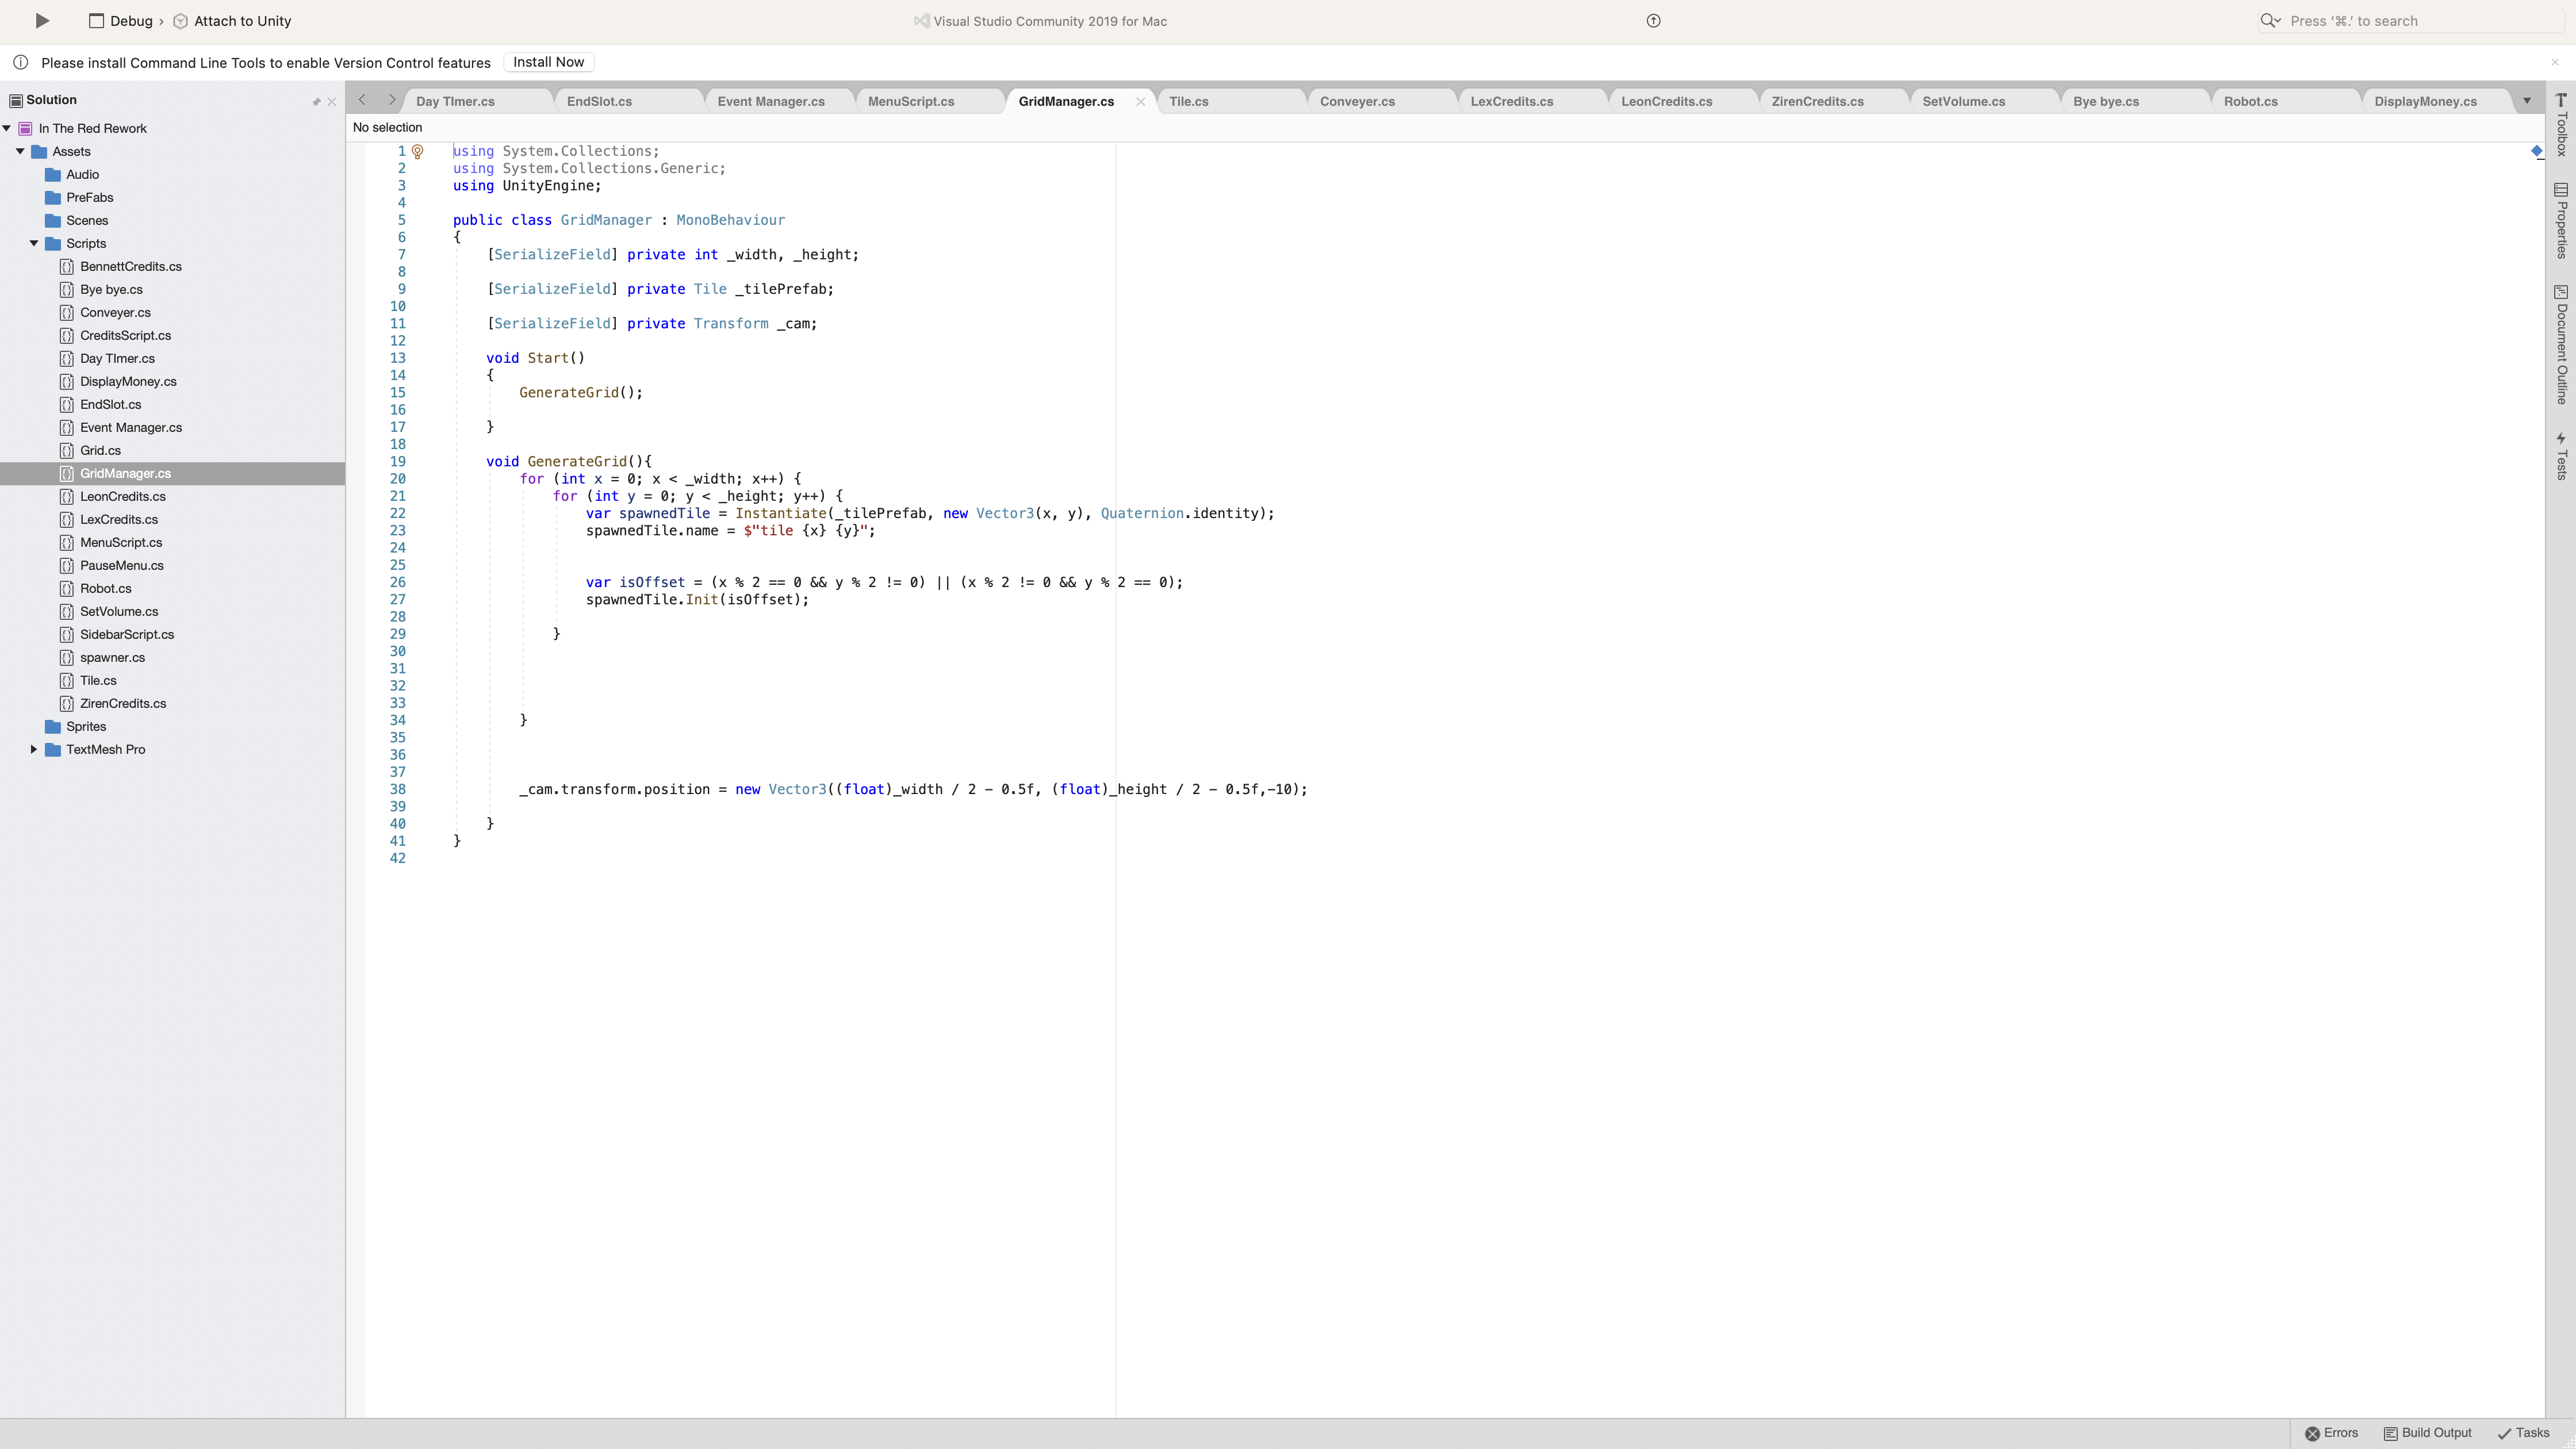 Debug › Attach to Unity
Visual Studio Community 2019 for Mac
Press '⌘.' to search
Please install Command Line Tools to enable Version Control features
Install Now
Solution
In The Red Rework
Assets
Audio
PreFabs
Scenes
Scripts
BennettCredits.cs
Bye bye.cs
Conveyer.cs
CreditsScript.cs
Day TImer.cs
DisplayMoney.cs
EndSlot.cs
Event Manager.cs
Grid.cs
GridManager.cs
LeonCredits.cs
LexCredits.cs
MenuScript.cs
PauseMenu.cs
Robot.cs
SetVolume.cs
SidebarScript.cs
spawner.cs
Tile.cs
ZirenCredits.cs
Sprites
TextMesh Pro
Day TImer.cs
EndSlot.cs
Event Manager.cs
MenuScript.cs
GridManager.cs
Tile.cs
Conveyer.cs
LexCredits.cs
LeonCredits.cs
ZirenCredits.cs
SetVolume.cs
Bye bye.cs
Robot.cs
DisplayMoney.cs
No selection
1 using System.Collections;
2 using System.Collections.Generic;
3 using UnityEngine;
4
5 public class GridManager : MonoBehaviour
6 {
7 [SerializeField] private int _width, _height;
8
9 [SerializeField] private Tile _tilePrefab;
10
11 [SerializeField] private Transform _cam;
12
13 void Start()
14 {
15 GenerateGrid();
16
17 }
18
19 void GenerateGrid(){
20 for (int x = 0; x < _width; x++) {
21 for (int y = 0; y < _height; y++) {
22 var spawnedTile = Instantiate(_tilePrefab, new Vector3(x, y), Quaternion.identity);
23 spawnedTile.name = $"tile {x} {y}";
24
25
26 var isOffset = (x % 2 == 0 && y % 2 != 0) || (x % 2 != 0 && y % 2 == 0);
27 spawnedTile.Init(isOffset);
28
29 }
30
31
32
33
34 }
35
36
37
38 _cam.transform.position = new Vector3((float)_width / 2 - 0.5f, (float)_height / 2 - 0.5f,-10);
39
40 }
41 }
42
Toolbox
Properties
Document Outline
Tests
Errors
Build Output
Tasks